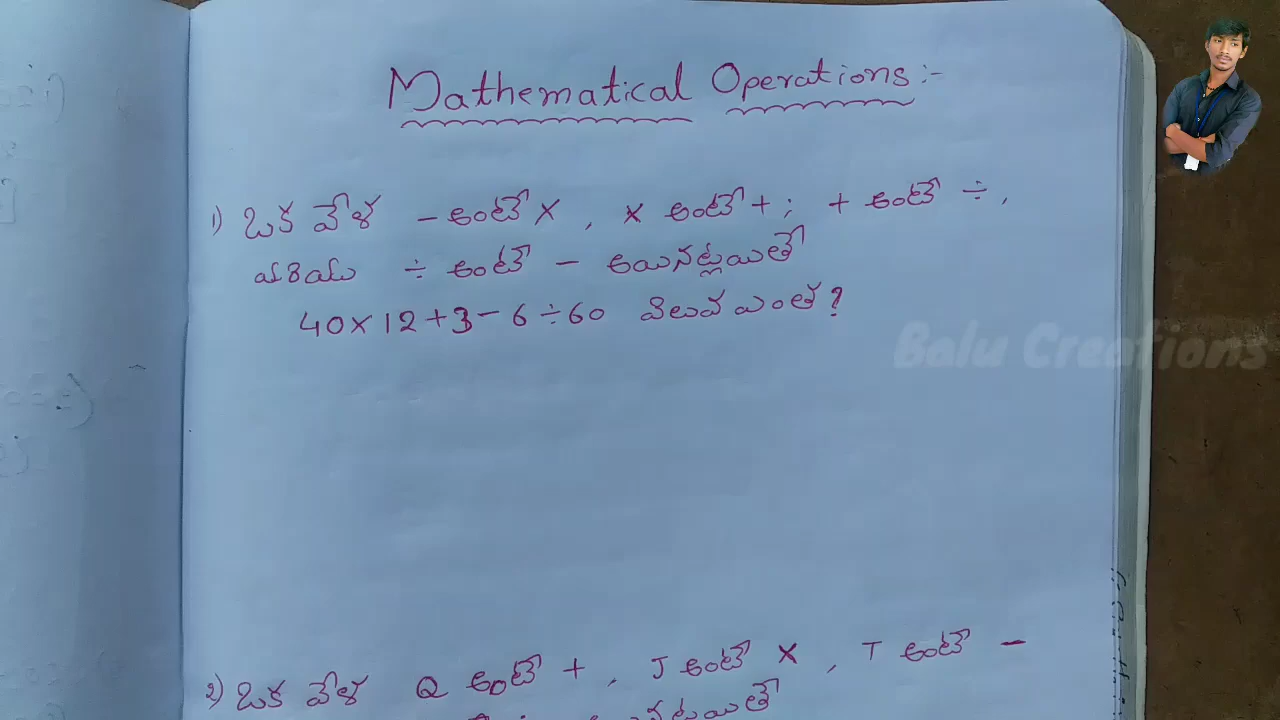 Mathematical Operations :-
1) ఒక వేళ - అంటే × , × అంటే + ; + అంటే ÷ ,
మరియు ÷ అంటే - అయినట్లయితే
40 × 12 + 3 - 6 ÷ 60 విలువ ఎంత ?
Balu Creations
2) ఒక వేళ Q అంటే + , J అంటే × , T అంటే -